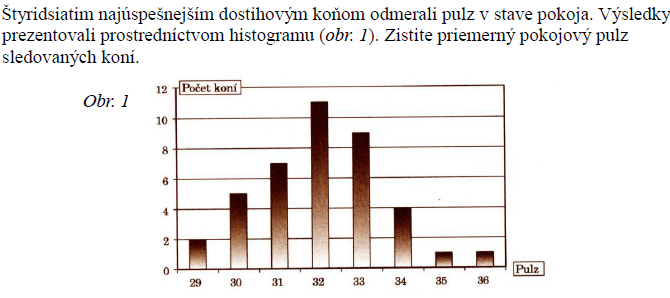 Štyridsiatim najúspešnejším dostihovým koňom odmerali pulz v stave pokoja. Výsledky
prezentovali prostredníctvom histogramu (obr. 1). Zistite priemerný pokojový pulz
sledovaných koní.
Obr. 1
Počet koní
12
10
8
6
4
2
0
29 30 31 32 33 34 35 36
Pulz